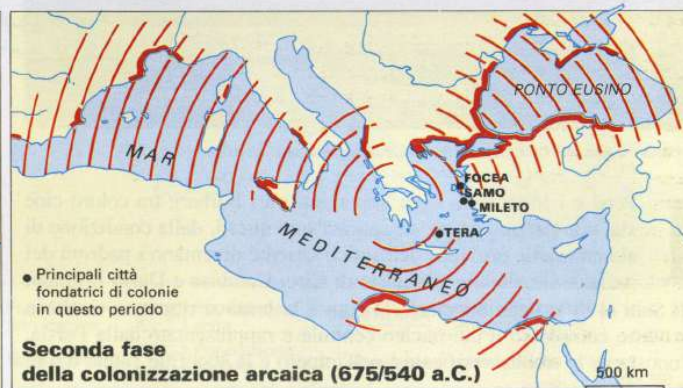 PONTO EUSINO
MAR
MEDITERRANEO
FOCEA
SAMO
MILETO
TERA
Principali città
fondatrici di colonie
in questo periodo
Seconda fase
della colonizzazione arcaica (675/540 a.C.)
500 km